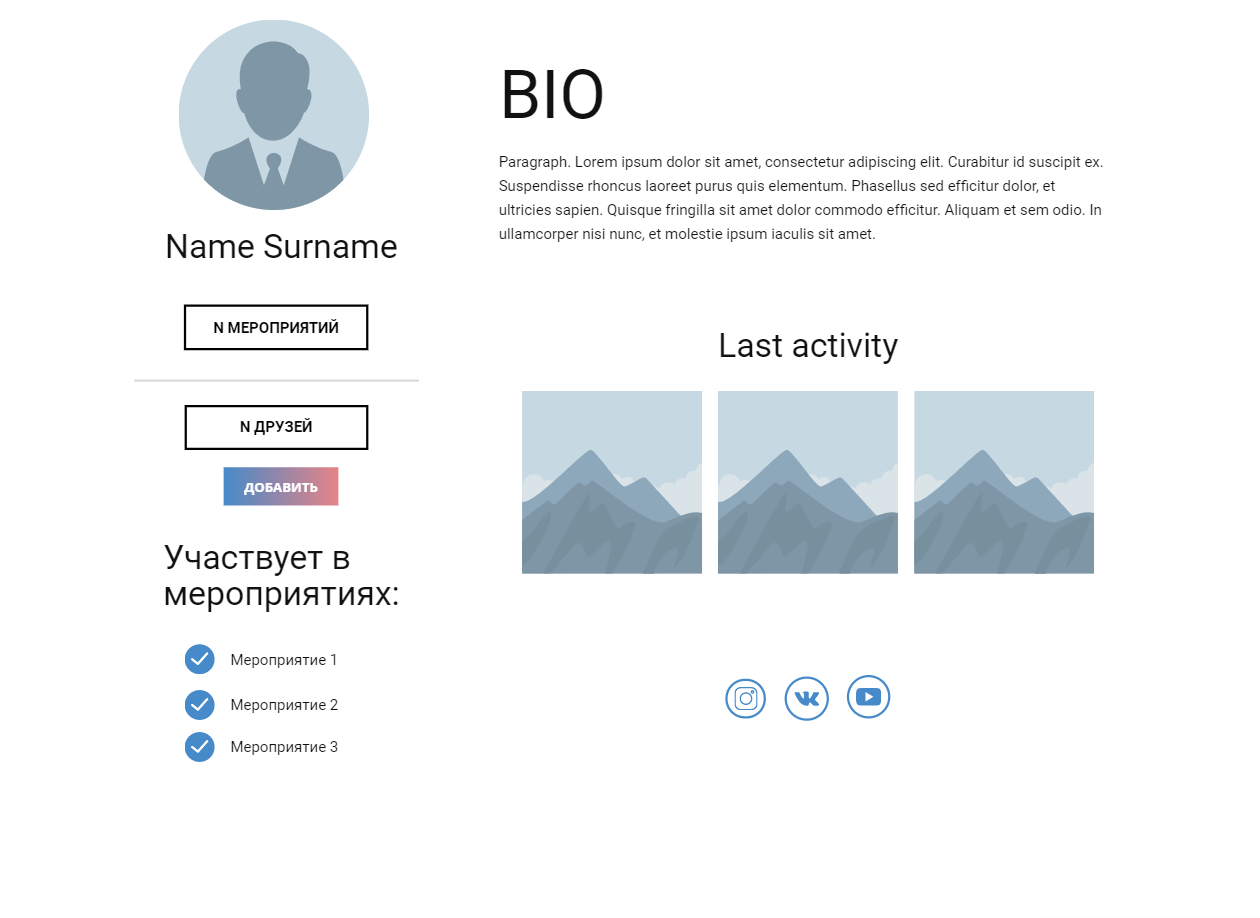 Name Surname
N МЕРОПРИЯТИЙ
N ДРУЗЕЙ
ДОБАВИТЬ
Участвует в
мероприятиях:
Мероприятие 1
Мероприятие 2
Мероприятие 3
BIO
Paragraph. Lorem ipsum dolor sit amet, consectetur adipiscing elit. Curabitur id suscipit ex.
Suspendisse rhoncus laoreet purus quis elementum. Phasellus sed efficitur dolor, et
ultricies sapien. Quisque fringilla sit amet dolor commodo efficitur. Aliquam et sem odio. In
ullamcorper nisi nunc, et molestie ipsum iaculis sit amet.
Last activity